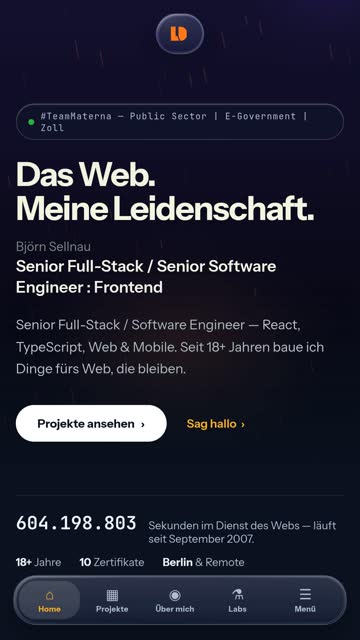 LD
#TeamMaterna — Public Sector | E-Government |
Zoll
Das Web.
Meine Leidenschaft.
Björn Sellnau
Senior Full-Stack / Senior Software
Engineer : Frontend
Senior Full-Stack / Software Engineer — React,
TypeScript, Web & Mobile. Seit 18+ Jahren baue ich
Dinge fürs Web, die bleiben.
Projekte ansehen ›
Sag hallo ›
604.198.803 Sekunden im Dienst des Webs — läuft
seit September 2007.
18+ Jahre 10 Zertifikate Berlin & Remote
Home Projekte Über mich Labs Menü